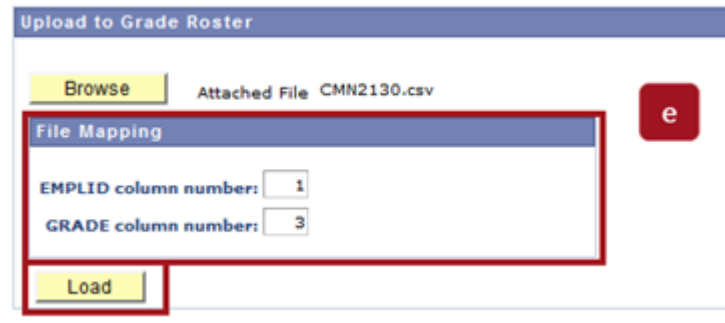 Upload to Grade Roster
Browse Attached File CMN2130.csv
e
File Mapping
EMPLID column number: 1
GRADE column number: 3
Load